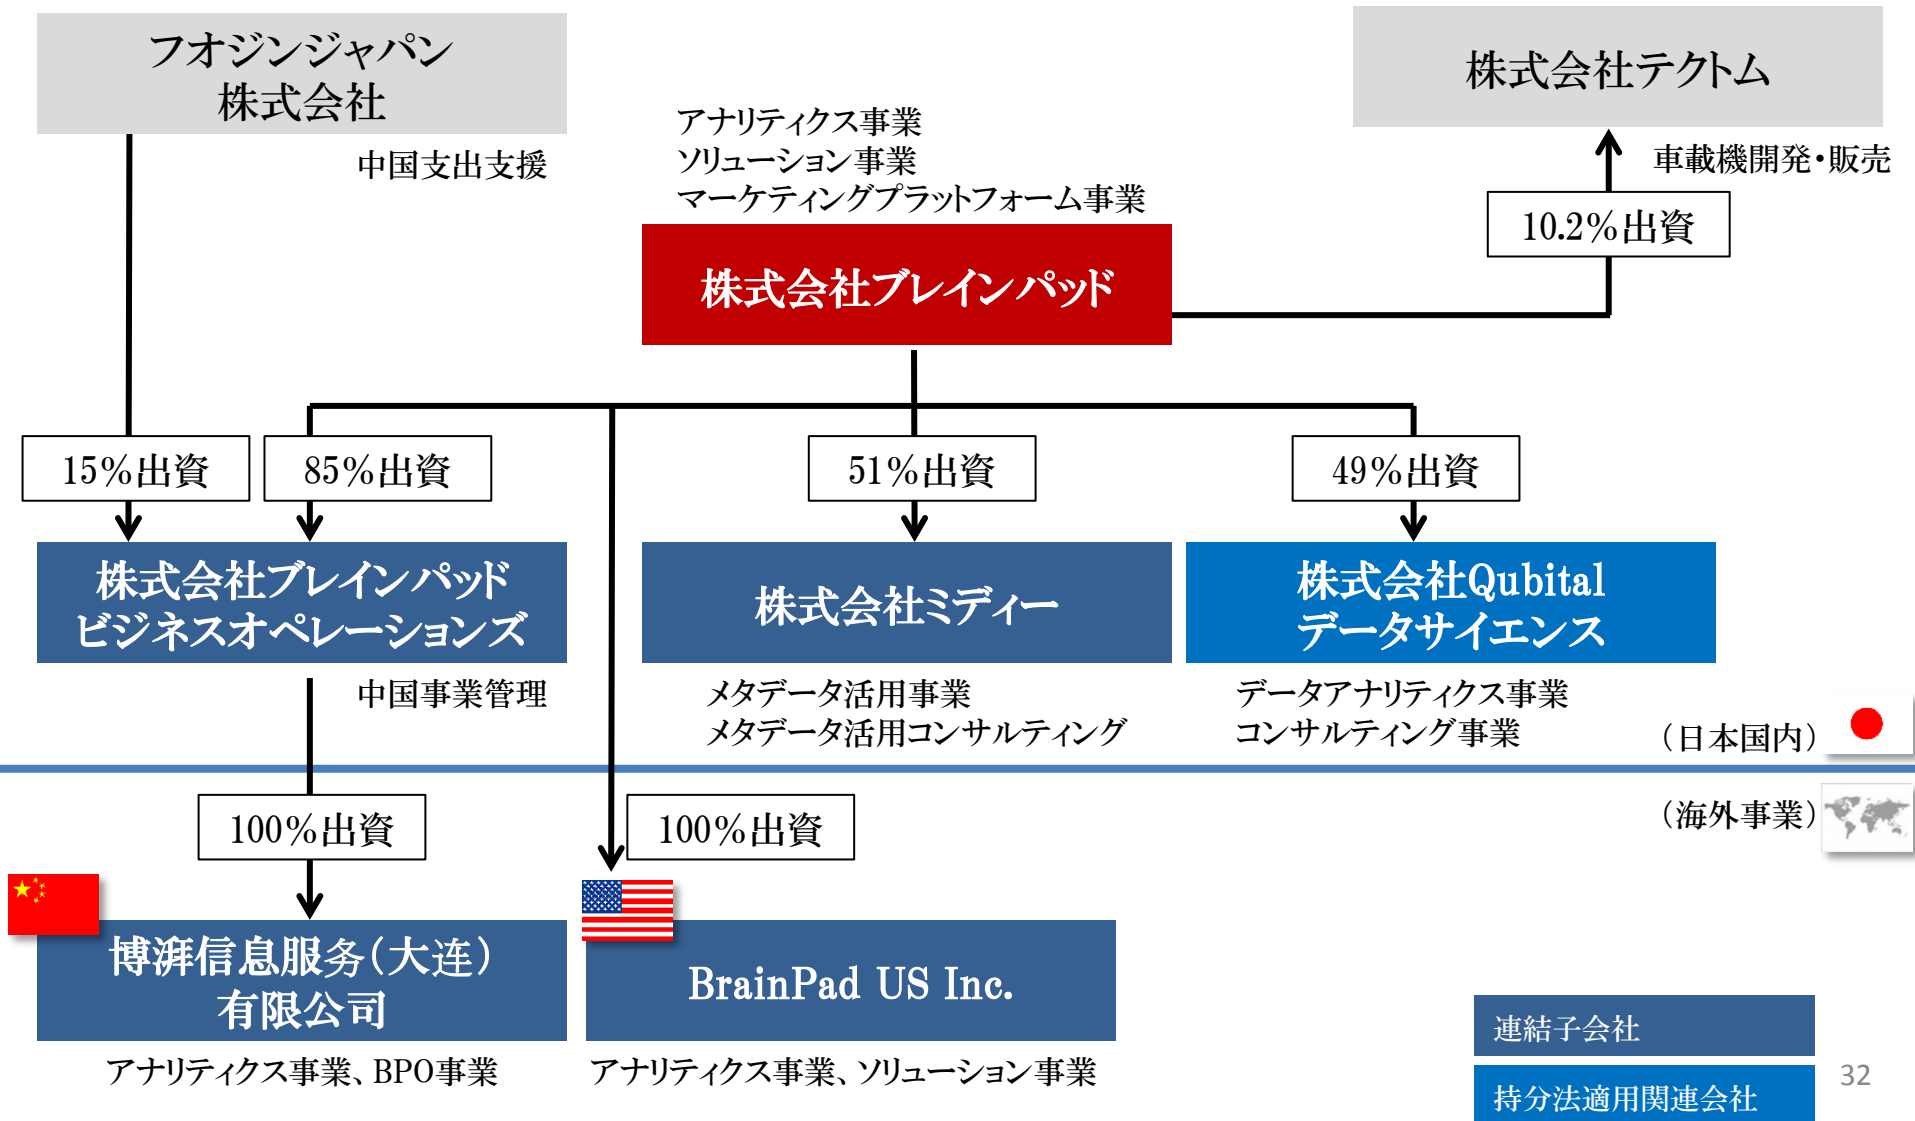 フオジンジャパン
株式会社
中国支出支援
アナリティクス事業
ソリューション事業
マーケティングプラットフォーム事業
株式会社ブレインパッド
株式会社テクトム
車載機開発・販売
10.2%出資
15%出資
85%出資
51%出資
49%出資
株式会社ブレインパッド
ビジネスオペレーションズ
中国事業管理
株式会社ミディー
メタデータ活用事業
メタデータ活用コンサルティング
株式会社Qubital
データサイエンス
データアナリティクス事業
コンサルティング事業
（日本国内）
（海外事業）
100%出資
100%出資
博湃信息服务（大连）
有限公司
アナリティクス事業、BPO事業
BrainPad US Inc.
アナリティクス事業、ソリューション事業
連結子会社
持分法適用関連会社
32